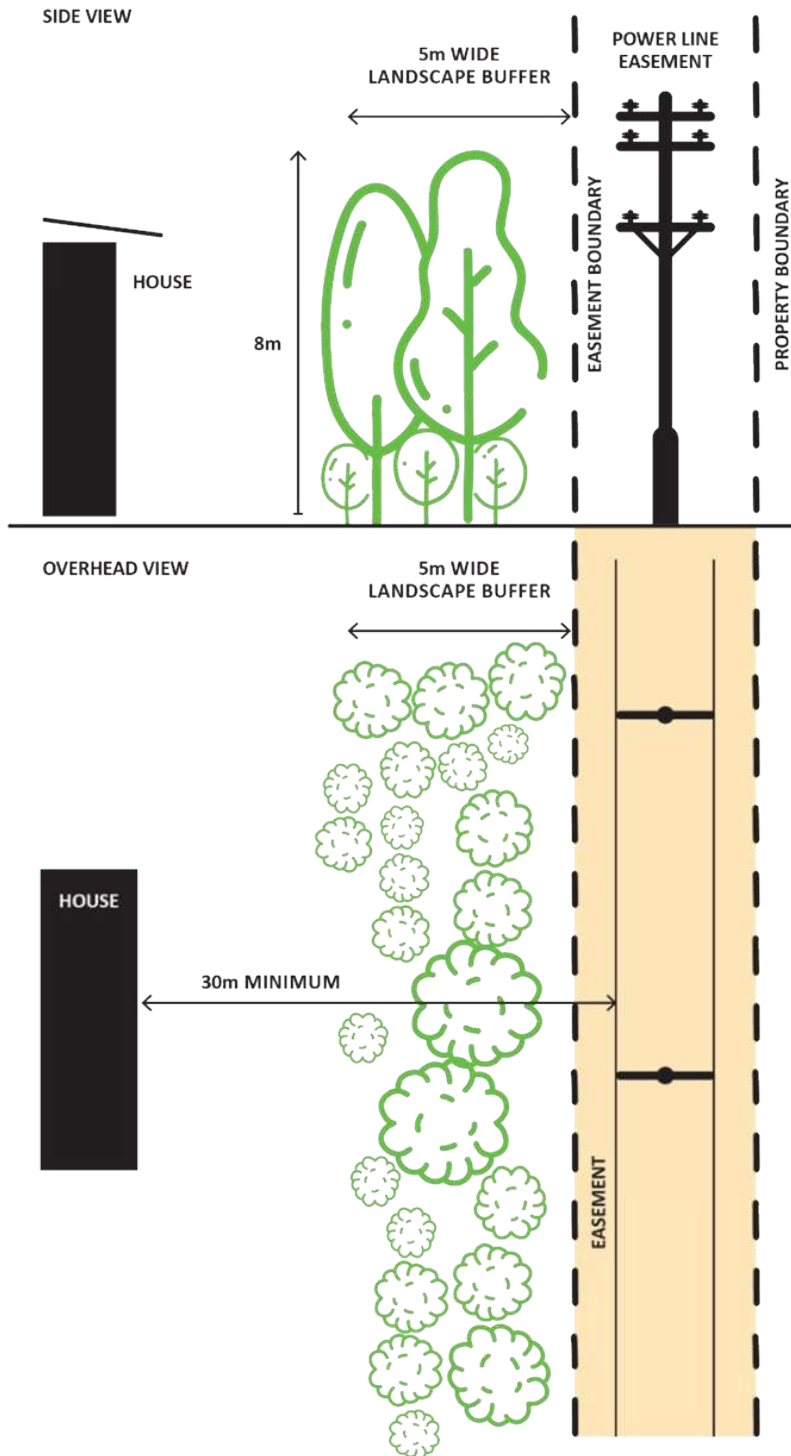 SIDE VIEW
5m WIDE
LANDSCAPE BUFFER
POWER LINE
EASEMENT
HOUSE
8m
EASEMENT BOUNDARY
PROPERTY BOUNDARY
OVERHEAD VIEW
5m WIDE
LANDSCAPE BUFFER
HOUSE
30m MINIMUM
EASEMENT